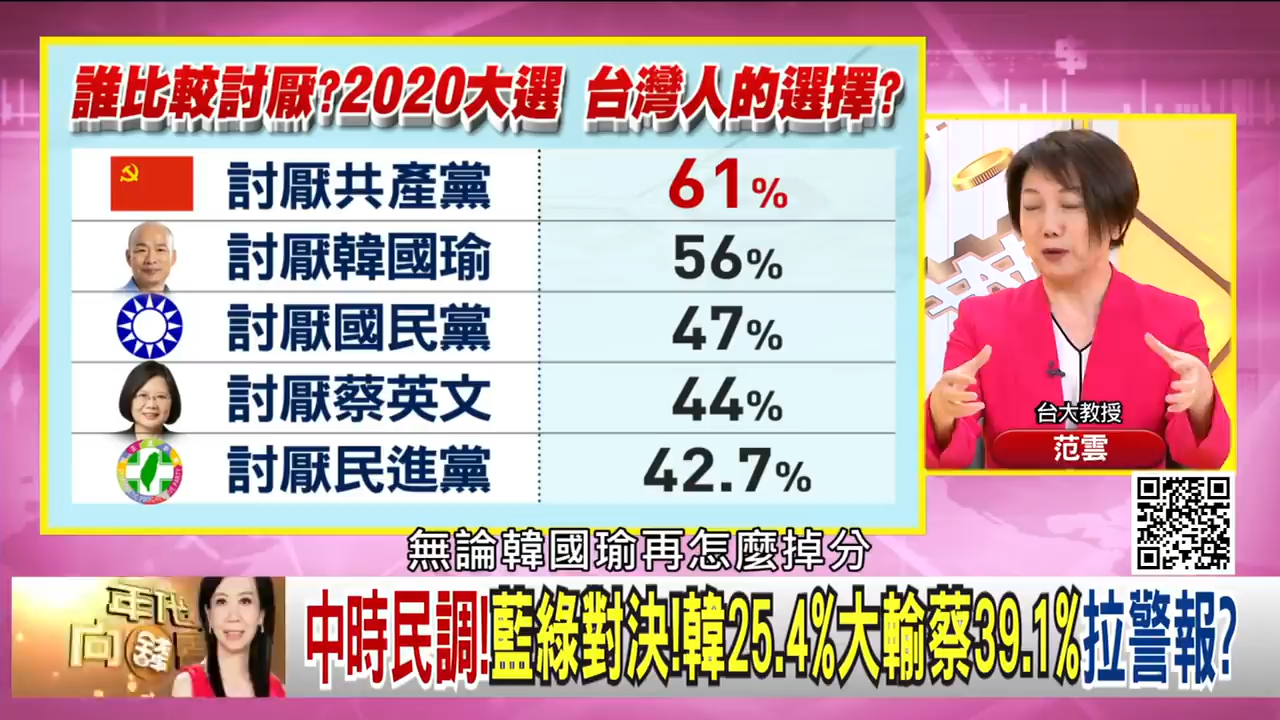 誰比較討厭?2020大選 台灣人的選擇?
討厭共產黨 61%
討厭韓國瑜 56%
討厭國民黨 47%
討厭蔡英文 44%
討厭民進黨 42.7%
台大教授
范雲
無論韓國瑜再怎麼掉分
年代
向錢看
中時民調!藍綠對決!韓25.4%大輸蔡39.1%拉警報?